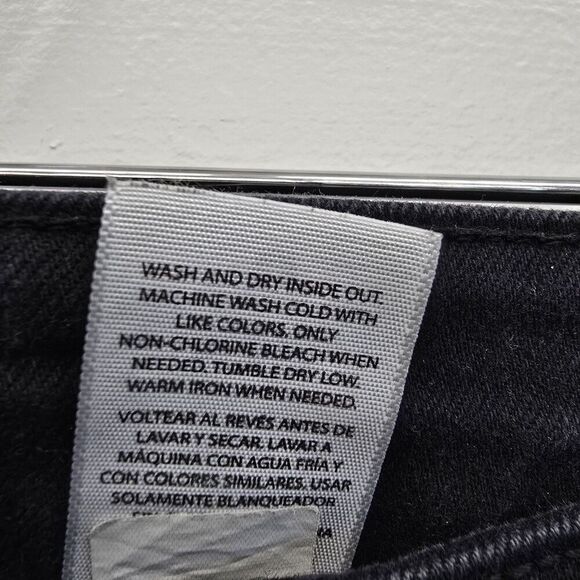 WASH AND DRY INSIDE OUT.
MACHINE WASH COLD WITH
LIKE COLORS. ONLY
NON-CHLORINE BLEACH WHEN
NEEDED. TUMBLE DRY LOW.
WARM IRON WHEN NEEDED.
VOLTEAR AL REVÉS ANTES DE
LAVAR Y SECAR. LAVAR A
MÁQUINA CON AGUA FRÍA Y
CON COLORES SIMILARES. USAR
SOLAMENTE BLANQUEADOR